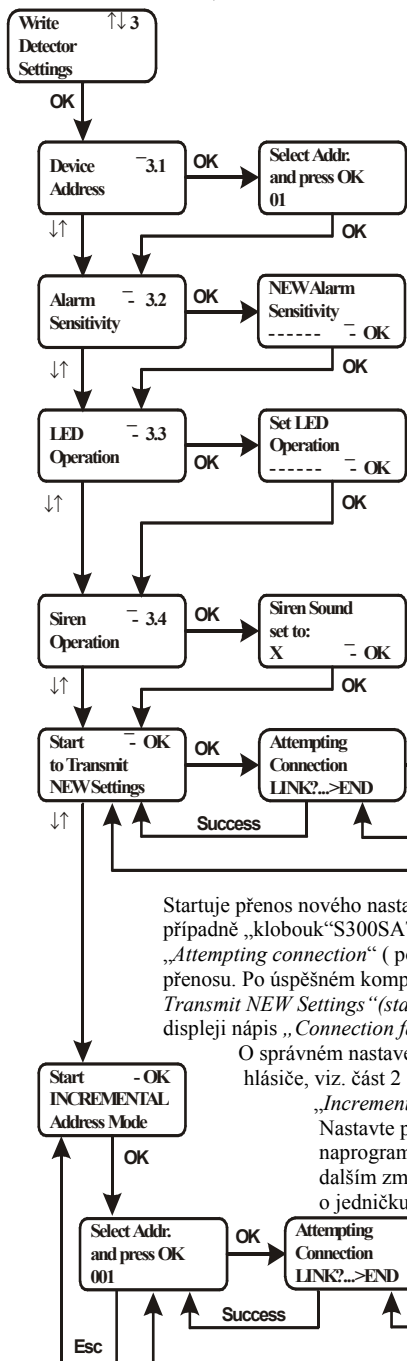 Write ↑↓ 3
Detector
Settings
OK
Device ‾3.1
Address
OK
Select Addr.
and press OK
01
↓↑
OK
Alarm ‾- 3.2
Sensitivity
OK
NEW Alarm
Sensitivity
------ ‾- OK
↓↑
OK
LED ‾- 3.3
Operation
OK
Set LED
Operation
------ ‾- OK
↓↑
OK
Siren ‾- 3.4
Operation
OK
Siren Sound
set to:
X ‾- OK
↓↑
OK
Start ‾- OK
to Transmit
NEW Settings
OK
Attempting
Connection
LINK?...>END
↓↑
Success
Startuje přenos nového nasta
případně „klobouk“S300SA
„Attempting connection“ ( po
přenosu. Po úspěšném komp
Transmit NEW Settings“(sta
displeji nápis „Connection fa
O správném nastave
hlásiče, viz. část 2
„Increment
Nastavte p
naprogram
dalším zm
o jedničku
Start - OK
INCREMENTAL
Address Mode
OK
Select Addr.
and press OK
001
OK
Attempting
Connection
LINK?...>END
Success
Esc